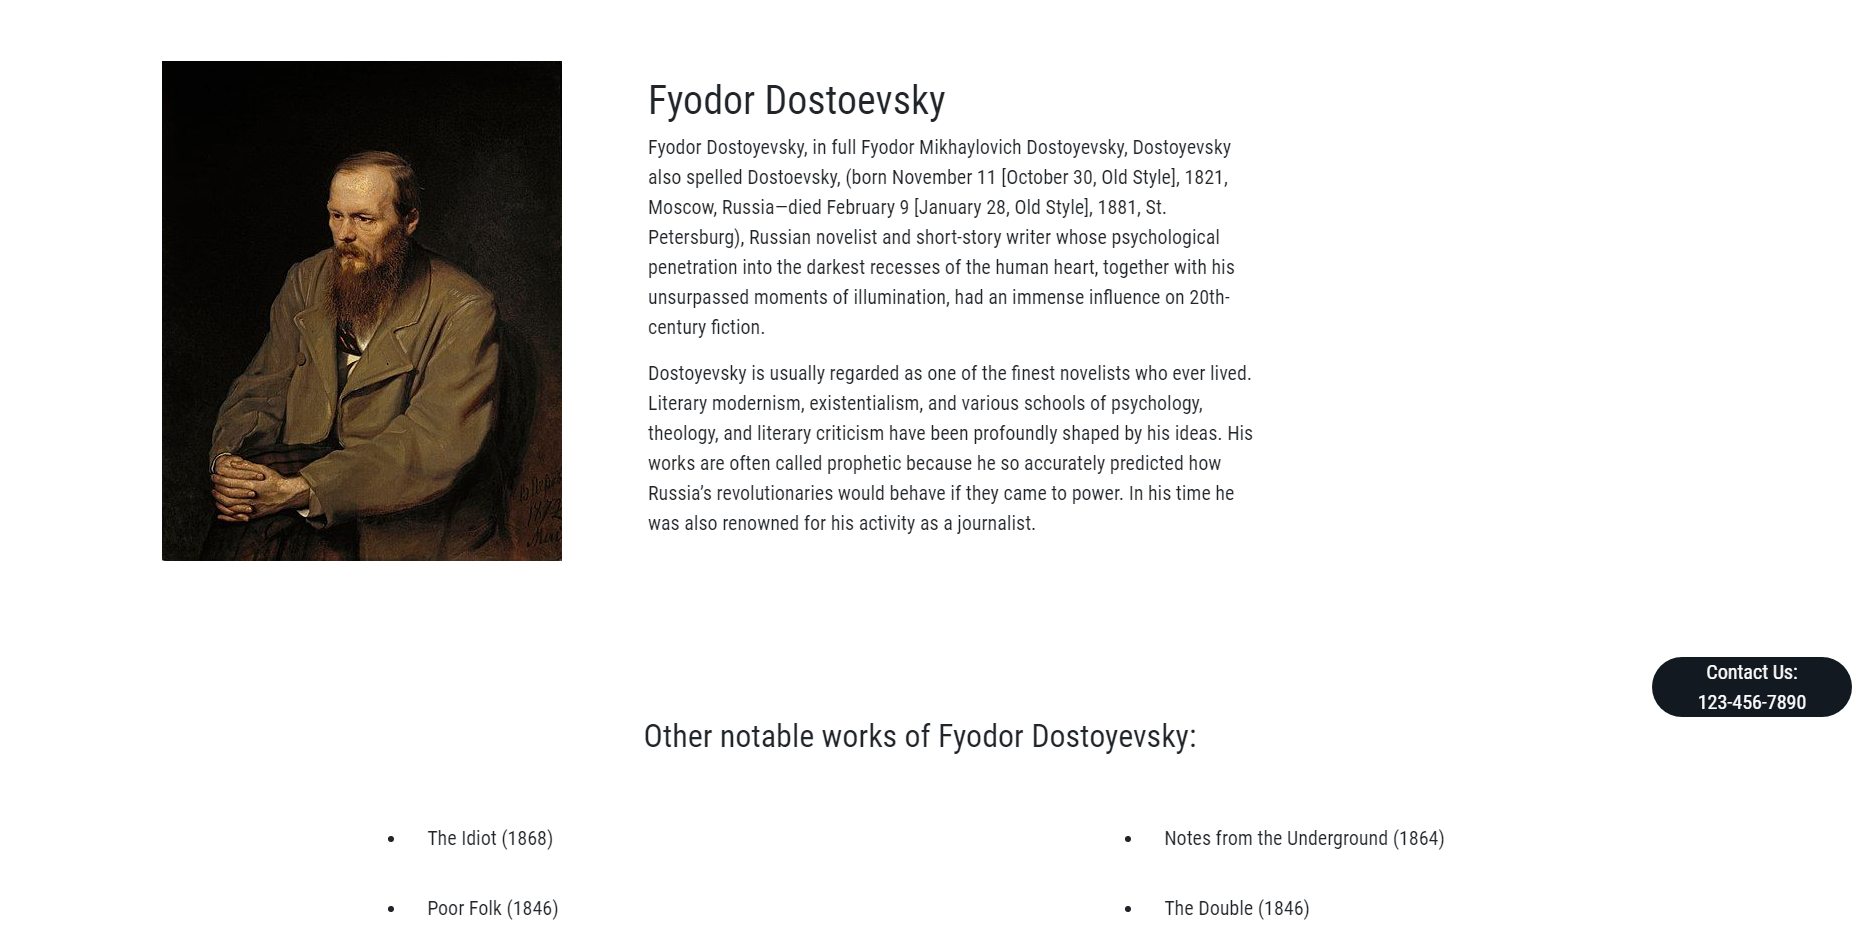 Fyodor Dostoevsky
Fyodor Dostoyevsky, in full Fyodor Mikhaylovich Dostoyevsky, Dostoyevsky
also spelled Dostoevsky, (born November 11 [October 30, Old Style], 1821,
Moscow, Russia—died February 9 [January 28, Old Style], 1881, St.
Petersburg), Russian novelist and short-story writer whose psychological
penetration into the darkest recesses of the human heart, together with his
unsurpassed moments of illumination, had an immense influence on 20th-
century fiction.
Dostoyevsky is usually regarded as one of the finest novelists who ever lived.
Literary modernism, existentialism, and various schools of psychology,
theology, and literary criticism have been profoundly shaped by his ideas. His
works are often called prophetic because he so accurately predicted how
Russia’s revolutionaries would behave if they came to power. In his time he
was also renowned for his activity as a journalist.
Contact Us:
123-456-7890
Other notable works of Fyodor Dostoyevsky:
• The Idiot (1868)
• Notes from the Underground (1864)
• Poor Folk (1846)
• The Double (1846)